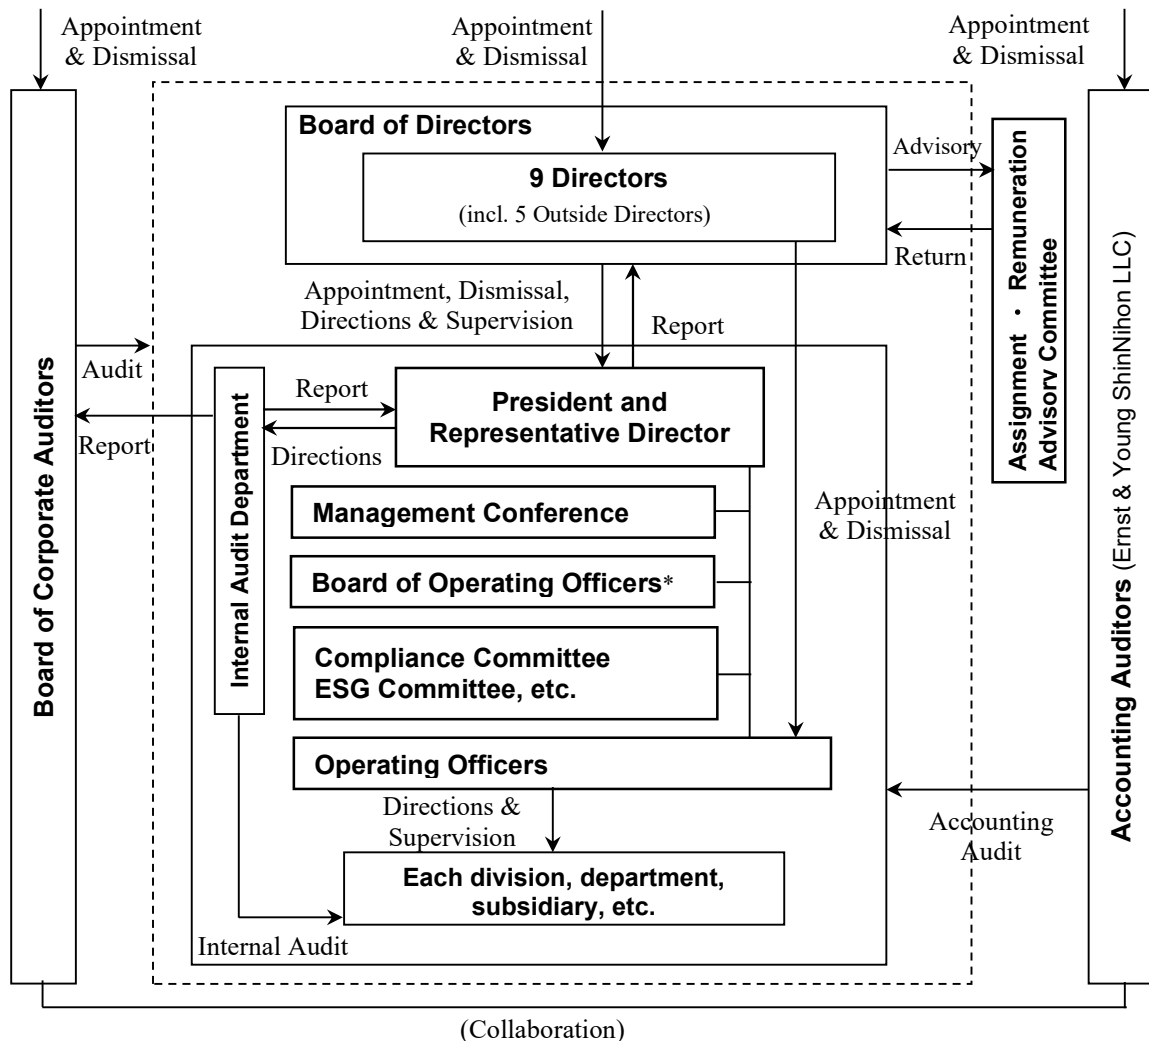 Appointment
& Dismissal
Appointment
& Dismissal
Appointment
& Dismissal
Board of Directors
9 Directors
(incl. 5 Outside Directors)
Advisory
Return
Assignment ・ Remuneration
Advisory Committee
Appointment, Dismissal,
Directions & Supervision
Report
Board of Corporate Auditors
Audit
Report
Internal Audit Department
Report
Directions
President and
Representative Director
Management Conference
Board of Operating Officers*
Compliance Committee
ESG Committee, etc.
Operating Officers
Appointment
& Dismissal
Directions &
Supervision
Each division, department,
subsidiary, etc.
Internal Audit
Accounting
Audit
Accounting Auditors (Ernst & Young ShinNihon LLC)
(Collaboration)